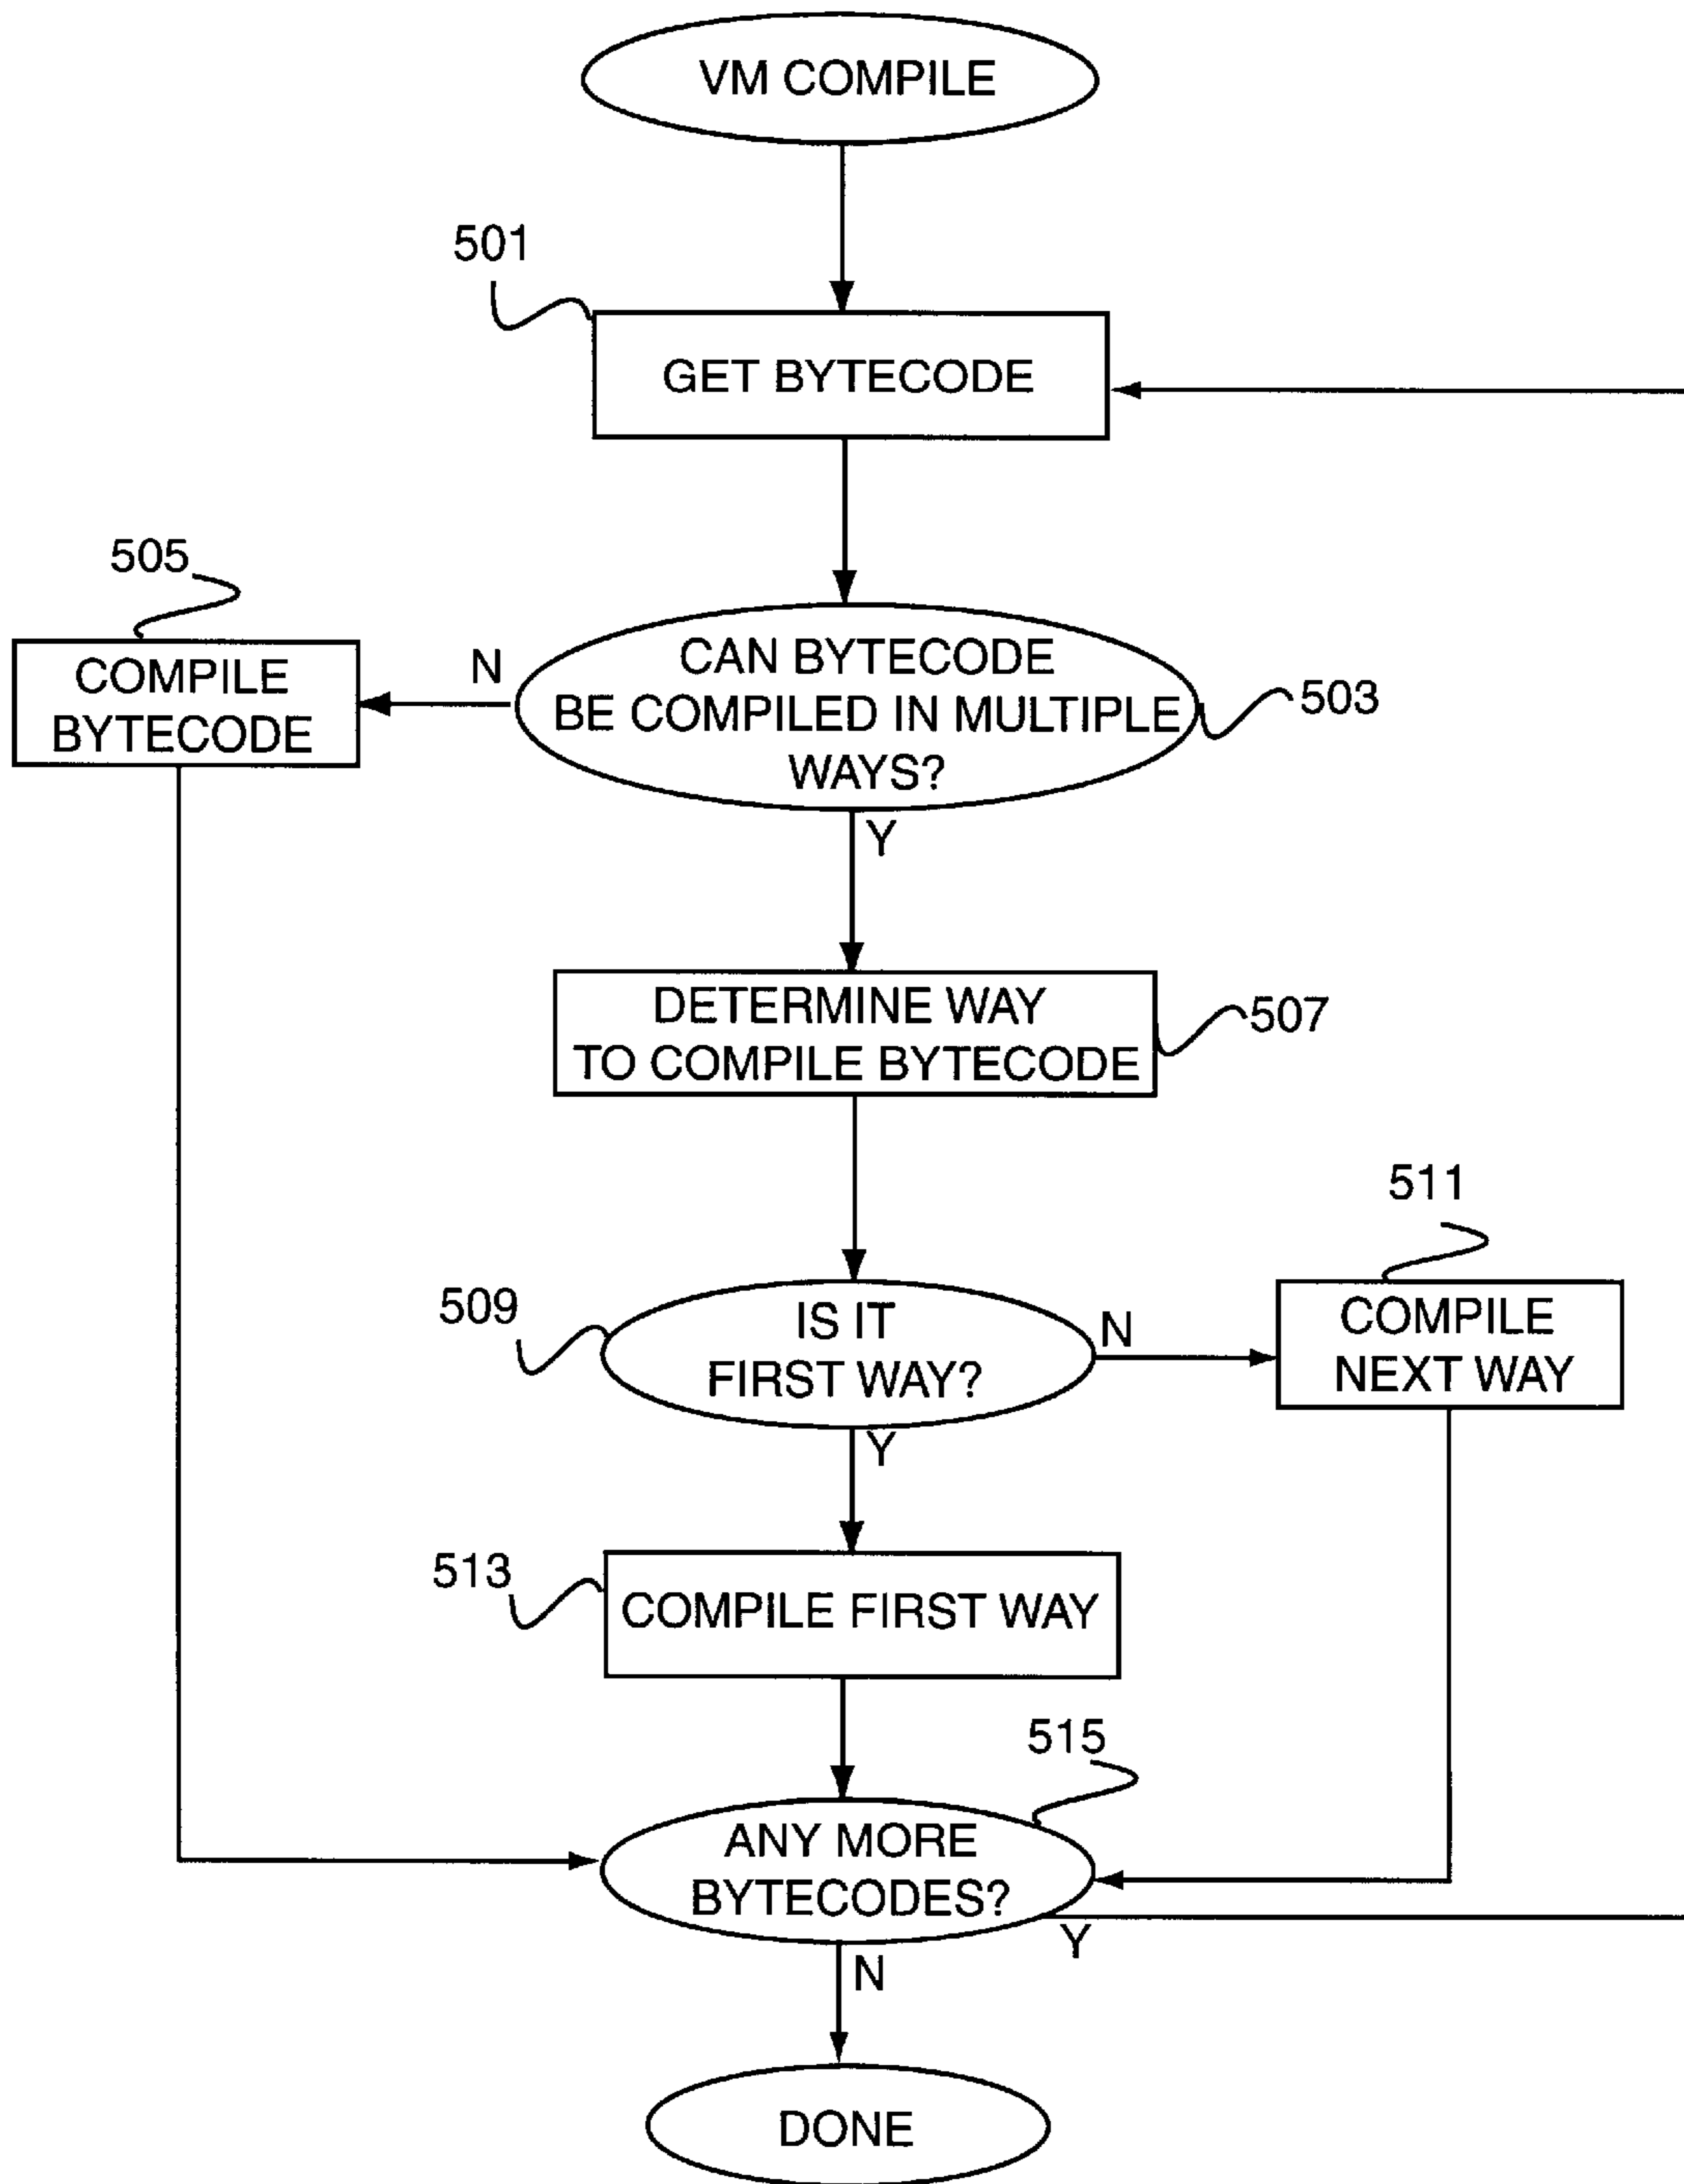 VM COMPILE
501
GET BYTECODE
505
COMPILE
BYTECODE
N
CAN BYTECODE
BE COMPILED IN MULTIPLE
WAYS?
503
Y
DETERMINE WAY
TO COMPILE BYTECODE
507
511
509
IS IT
FIRST WAY?
N
COMPILE
NEXT WAY
Y
513
COMPILE FIRST WAY
515
ANY MORE
BYTECODES?
Y
N
DONE